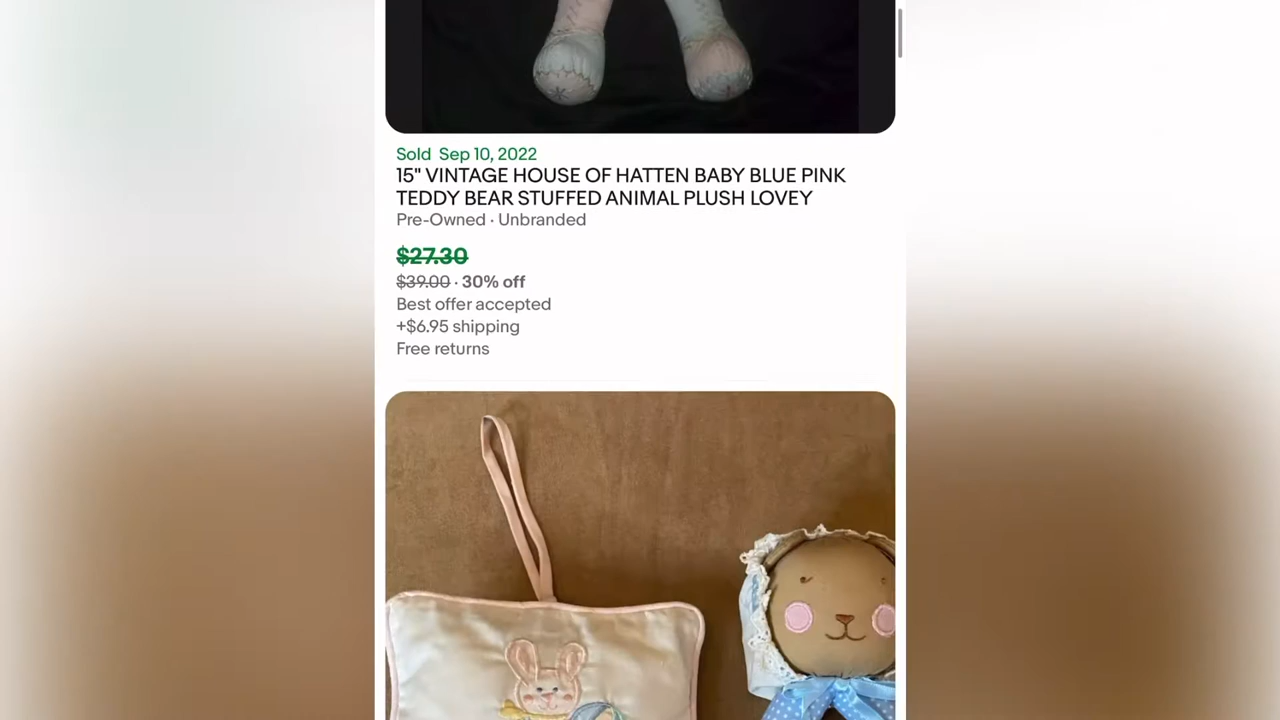 Sold Sep 10, 2022
15" VINTAGE HOUSE OF HATTEN BABY BLUE PINK
TEDDY BEAR STUFFED ANIMAL PLUSH LOVEY
Pre-Owned · Unbranded
$27.30
$39.00 · 30% off
Best offer accepted
+$6.95 shipping
Free returns